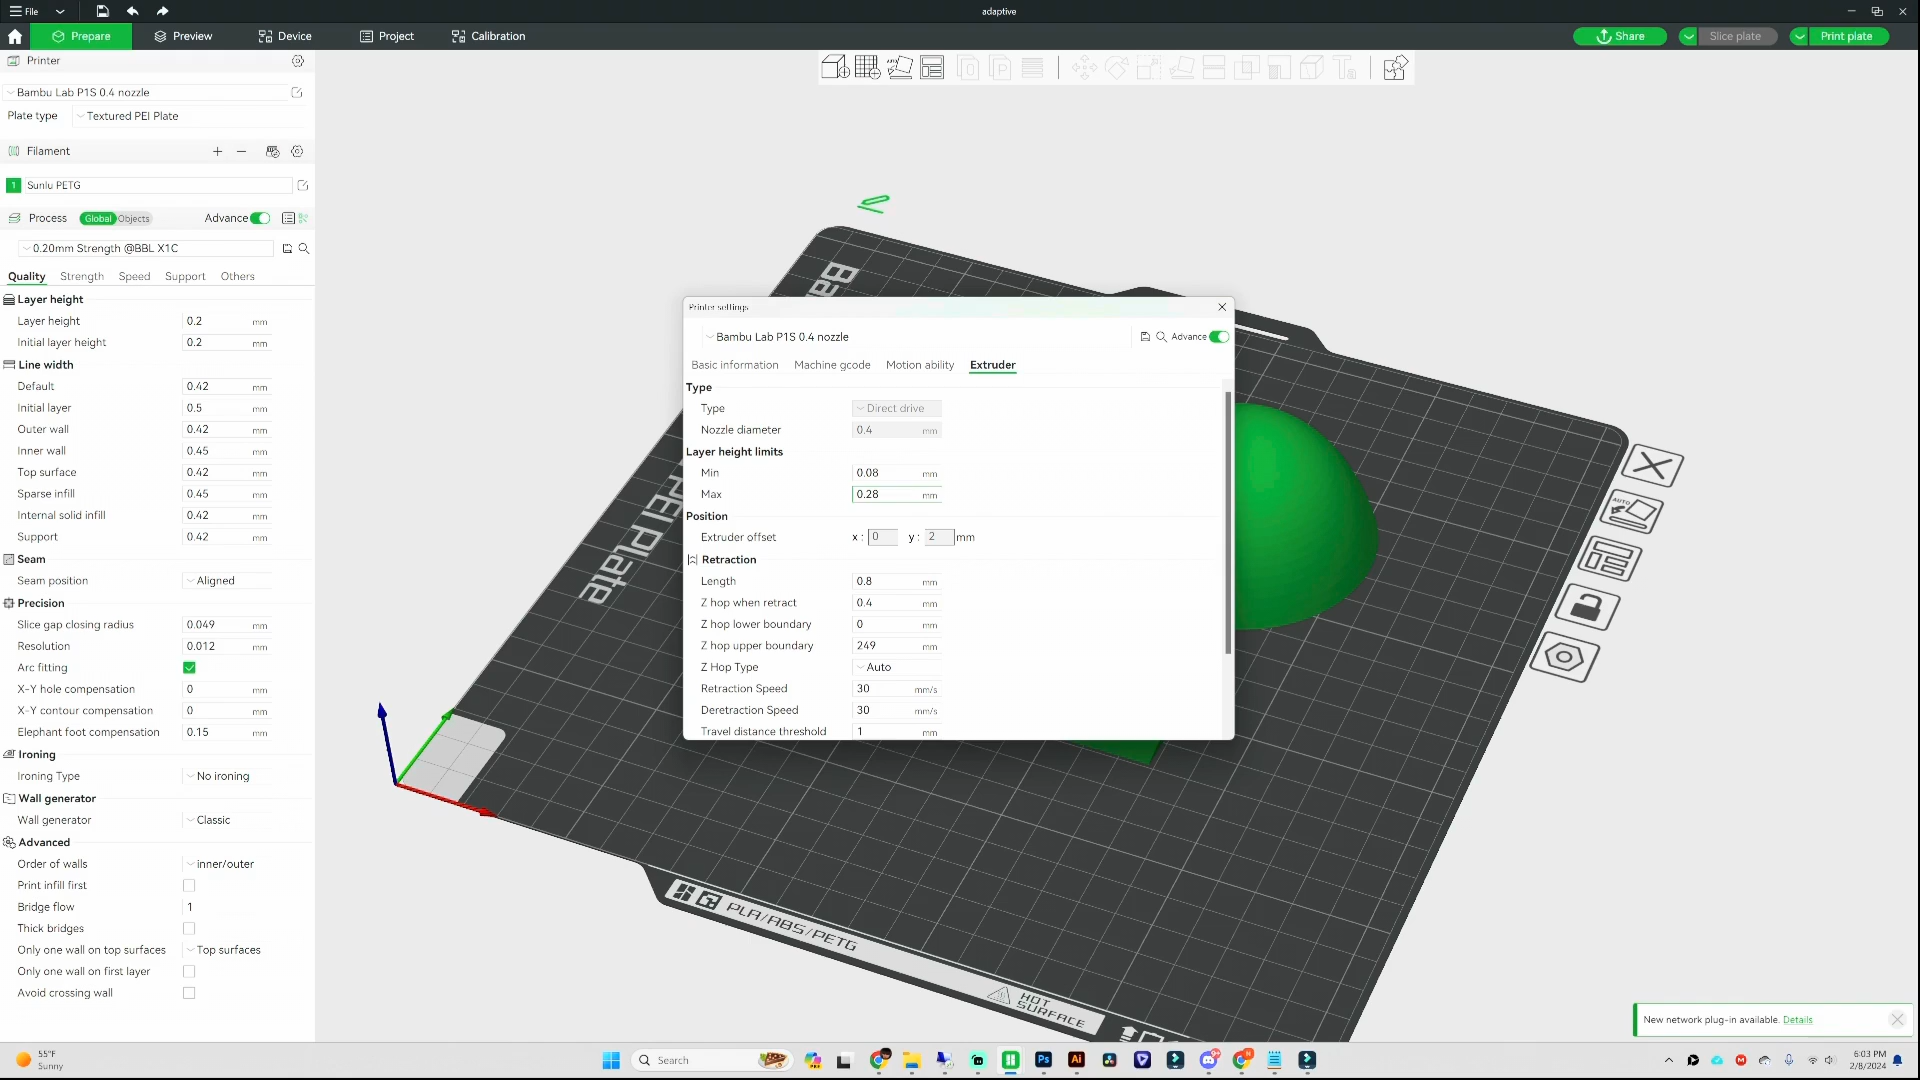 File
adaptive
Prepare
Preview
Device
Project
Calibration
Share
Slice plate
Print plate
Printer
Bambu Lab P1S 0.4 nozzle
Plate type
Textured PEI Plate
Filament
1
Sunlu PETG
Process
Global
Objects
Advance
0.20mm Strength @BBL X1C
Quality
Strength
Speed
Support
Others
Layer height
Layer height 0.2 mm
Initial layer height 0.2 mm
Line width
Default 0.42 mm
Initial layer 0.5 mm
Outer wall 0.42 mm
Inner wall 0.45 mm
Top surface 0.42 mm
Sparse infill 0.45 mm
Internal solid infill 0.42 mm
Support 0.42 mm
Seam
Seam position Aligned
Precision
Slice gap closing radius 0.049 mm
Resolution 0.012 mm
Arc fitting
X-Y hole compensation 0 mm
X-Y contour compensation 0 mm
Elephant foot compensation 0.15 mm
Ironing
Ironing Type No ironing
Wall generator
Wall generator Classic
Advanced
Order of walls inner/outer
Print infill first
Bridge flow 1
Thick bridges
Only one wall on top surfaces Top surfaces
Only one wall on first layer
Avoid crossing wall
Printer settings
Bambu Lab P1S 0.4 nozzle
Advance
Basic information
Machine gcode
Motion ability
Extruder
Type
Type Direct drive
Nozzle diameter 0.4 mm
Layer height limits
Min 0.08 mm
Max 0.28 mm
Position
Extruder offset x : 0 y : 2 mm
Retraction
Length 0.8 mm
Z hop when retract 0.4 mm
Z hop lower boundary 0 mm
Z hop upper boundary 249 mm
Z Hop Type Auto
Retraction Speed 30 mm/s
Deretraction Speed 30 mm/s
Travel distance threshold 1 mm
Ba
PEI Plate
AUTO
PLA/ABS/PETG
HOT
SURFACE
New network plug-in available. Details
55°F
Sunny
Search
Ps
Ai
6:03 PM
2/8/2024